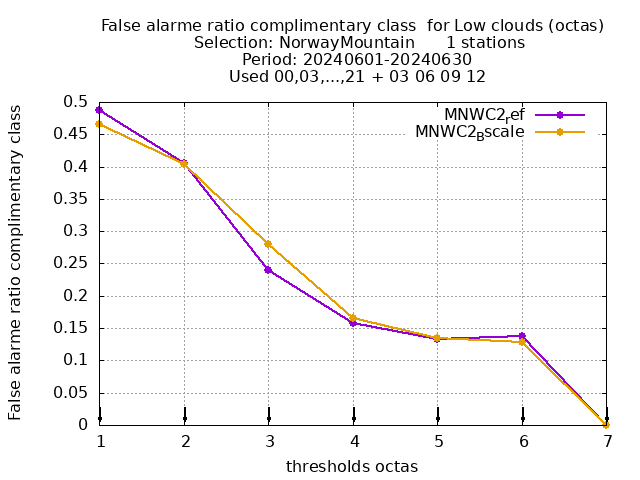 False alarme ratio complimentary class  for Low clouds (octas)
Selection: NorwayMountain      1 stations
Period: 20240601-20240630
Used 00,03,...,21 + 03 06 09 12
False alarme ratio complimentary class
0.5
0.45
0.4
0.35
0.3
0.25
0.2
0.15
0.1
0.05
0
MNWC2ref
MNWC2Bscale
1 2 3 4 5 6 7
thresholds octas